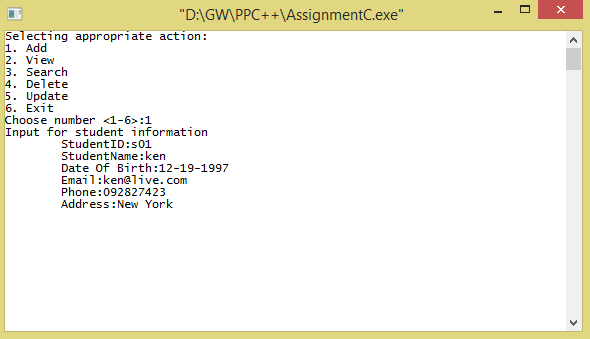 "D:\GW\PPC++\AssignmentC.exe"
Selecting appropriate action:
1. Add
2. View
3. Search
4. Delete
5. Update
6. Exit
Choose number <1-6>:1
Input for student information
StudentID:s01
StudentName:ken
Date Of Birth:12-19-1997
Email:ken@live.com
Phone:092827423
Address:New York